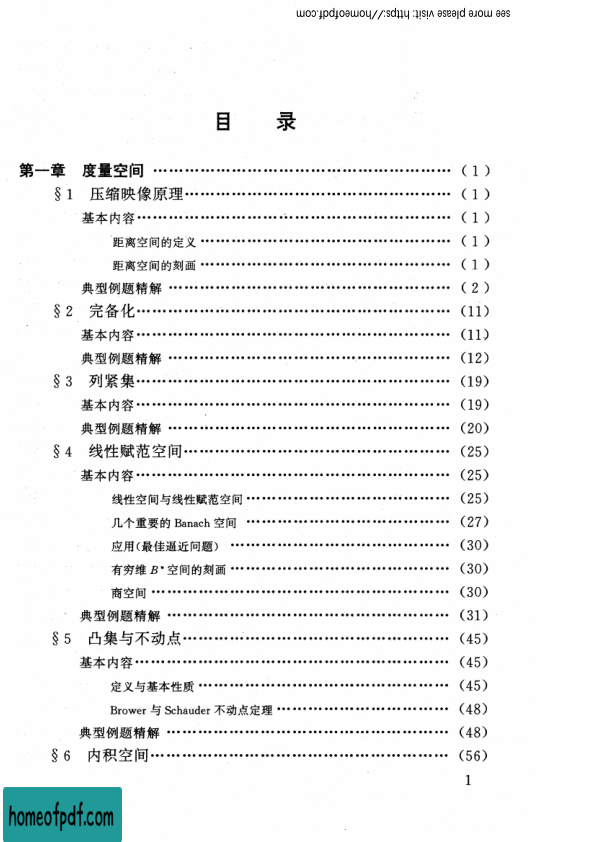 see more please visit: https://homeofpdf.com
目 录
第一章 度量空间 …………………………………………………… (1)
§1 压缩映像原理…………………………………………… (1)
基本内容…………………………………………………… (1)
距离空间的定义 ………………………………………… (1)
距离空间的刻画 ………………………………………… (1)
典型例题精解 ……………………………………………… (2)
§2 完备化…………………………………………………… (11)
基本内容…………………………………………………… (11)
典型例题精解 ……………………………………………… (12)
§3 列紧集…………………………………………………… (19)
基本内容…………………………………………………… (19)
典型例题精解 ……………………………………………… (20)
§4 线性赋范空间…………………………………………… (25)
基本内容…………………………………………………… (25)
线性空间与线性赋范空间 ………………………………… (25)
几个重要的 Banach 空间 ………………………………… (27)
应用(最佳逼近问题) …………………………………… (30)
有穷维 B* 空间的刻画 …………………………………… (30)
商空间 …………………………………………………… (30)
典型例题精解 ……………………………………………… (31)
§5 凸集与不动点…………………………………………… (45)
基本内容…………………………………………………… (45)
定义与基本性质 ………………………………………… (45)
Brower 与 Schauder 不动点定理 …………………………… (48)
典型例题精解 ……………………………………………… (48)
§6 内积空间………………………………………………… (56)
1
homeofpdf.com